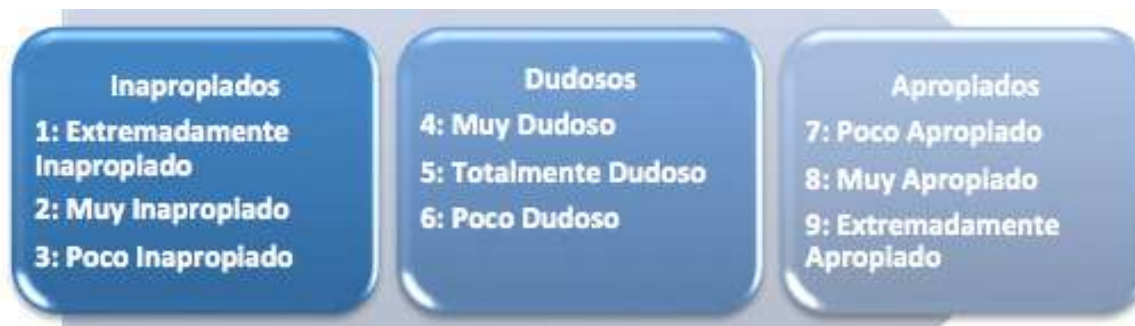 Inapropiados
1: Extremadamente
Inapropiado
2: Muy Inapropiado
3: Poco Inapropiado
Dudosos
4: Muy Dudoso
5: Totalmente Dudoso
6: Poco Dudoso
Apropiados
7: Poco Apropiado
8: Muy Apropiado
9: Extremadamente
Apropiado